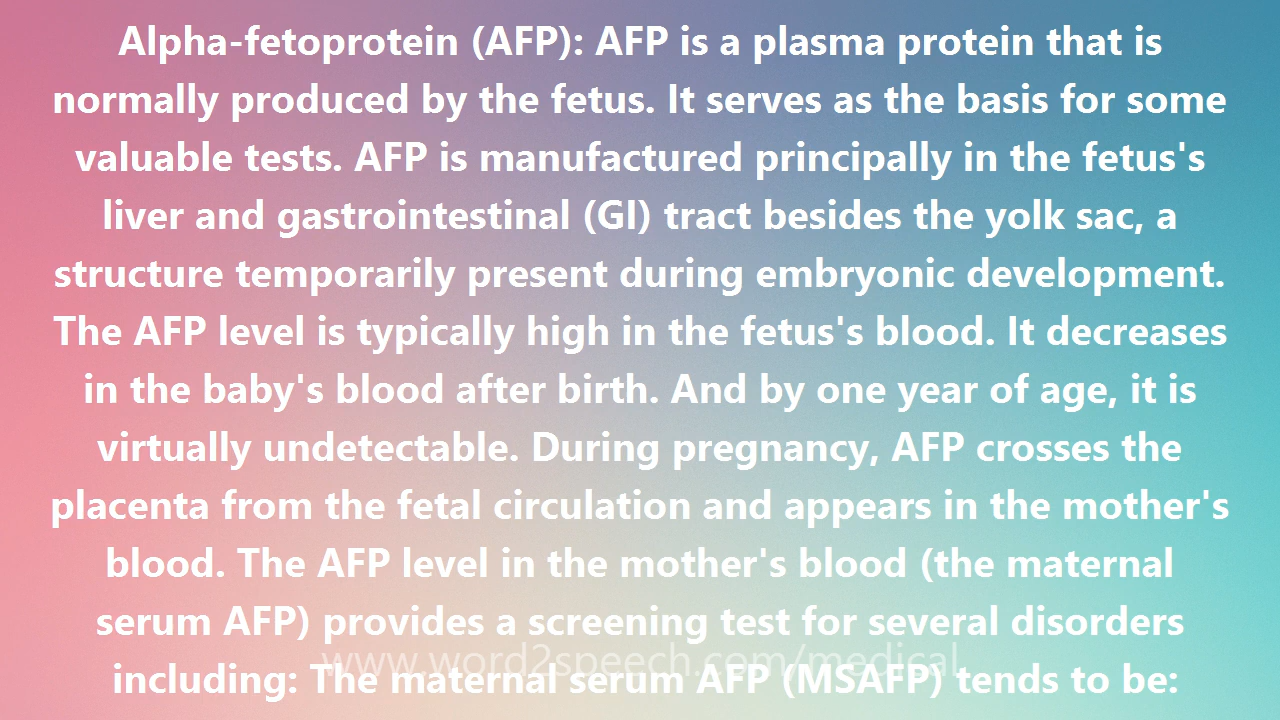 Alpha-fetoprotein (AFP): AFP is a plasma protein that is
normally produced by the fetus. It serves as the basis for some
valuable tests. AFP is manufactured principally in the fetus's
liver and gastrointestinal (GI) tract besides the yolk sac, a
structure temporarily present during embryonic development.
The AFP level is typically high in the fetus's blood. It decreases
in the baby's blood after birth. And by one year of age, it is
virtually undetectable. During pregnancy, AFP crosses the
placenta from the fetal circulation and appears in the mother's
blood. The AFP level in the mother's blood (the maternal
serum AFP) provides a screening test for several disorders
www.word2speech.com/medical
including: The maternal serum AFP (MSAFP) tends to be: